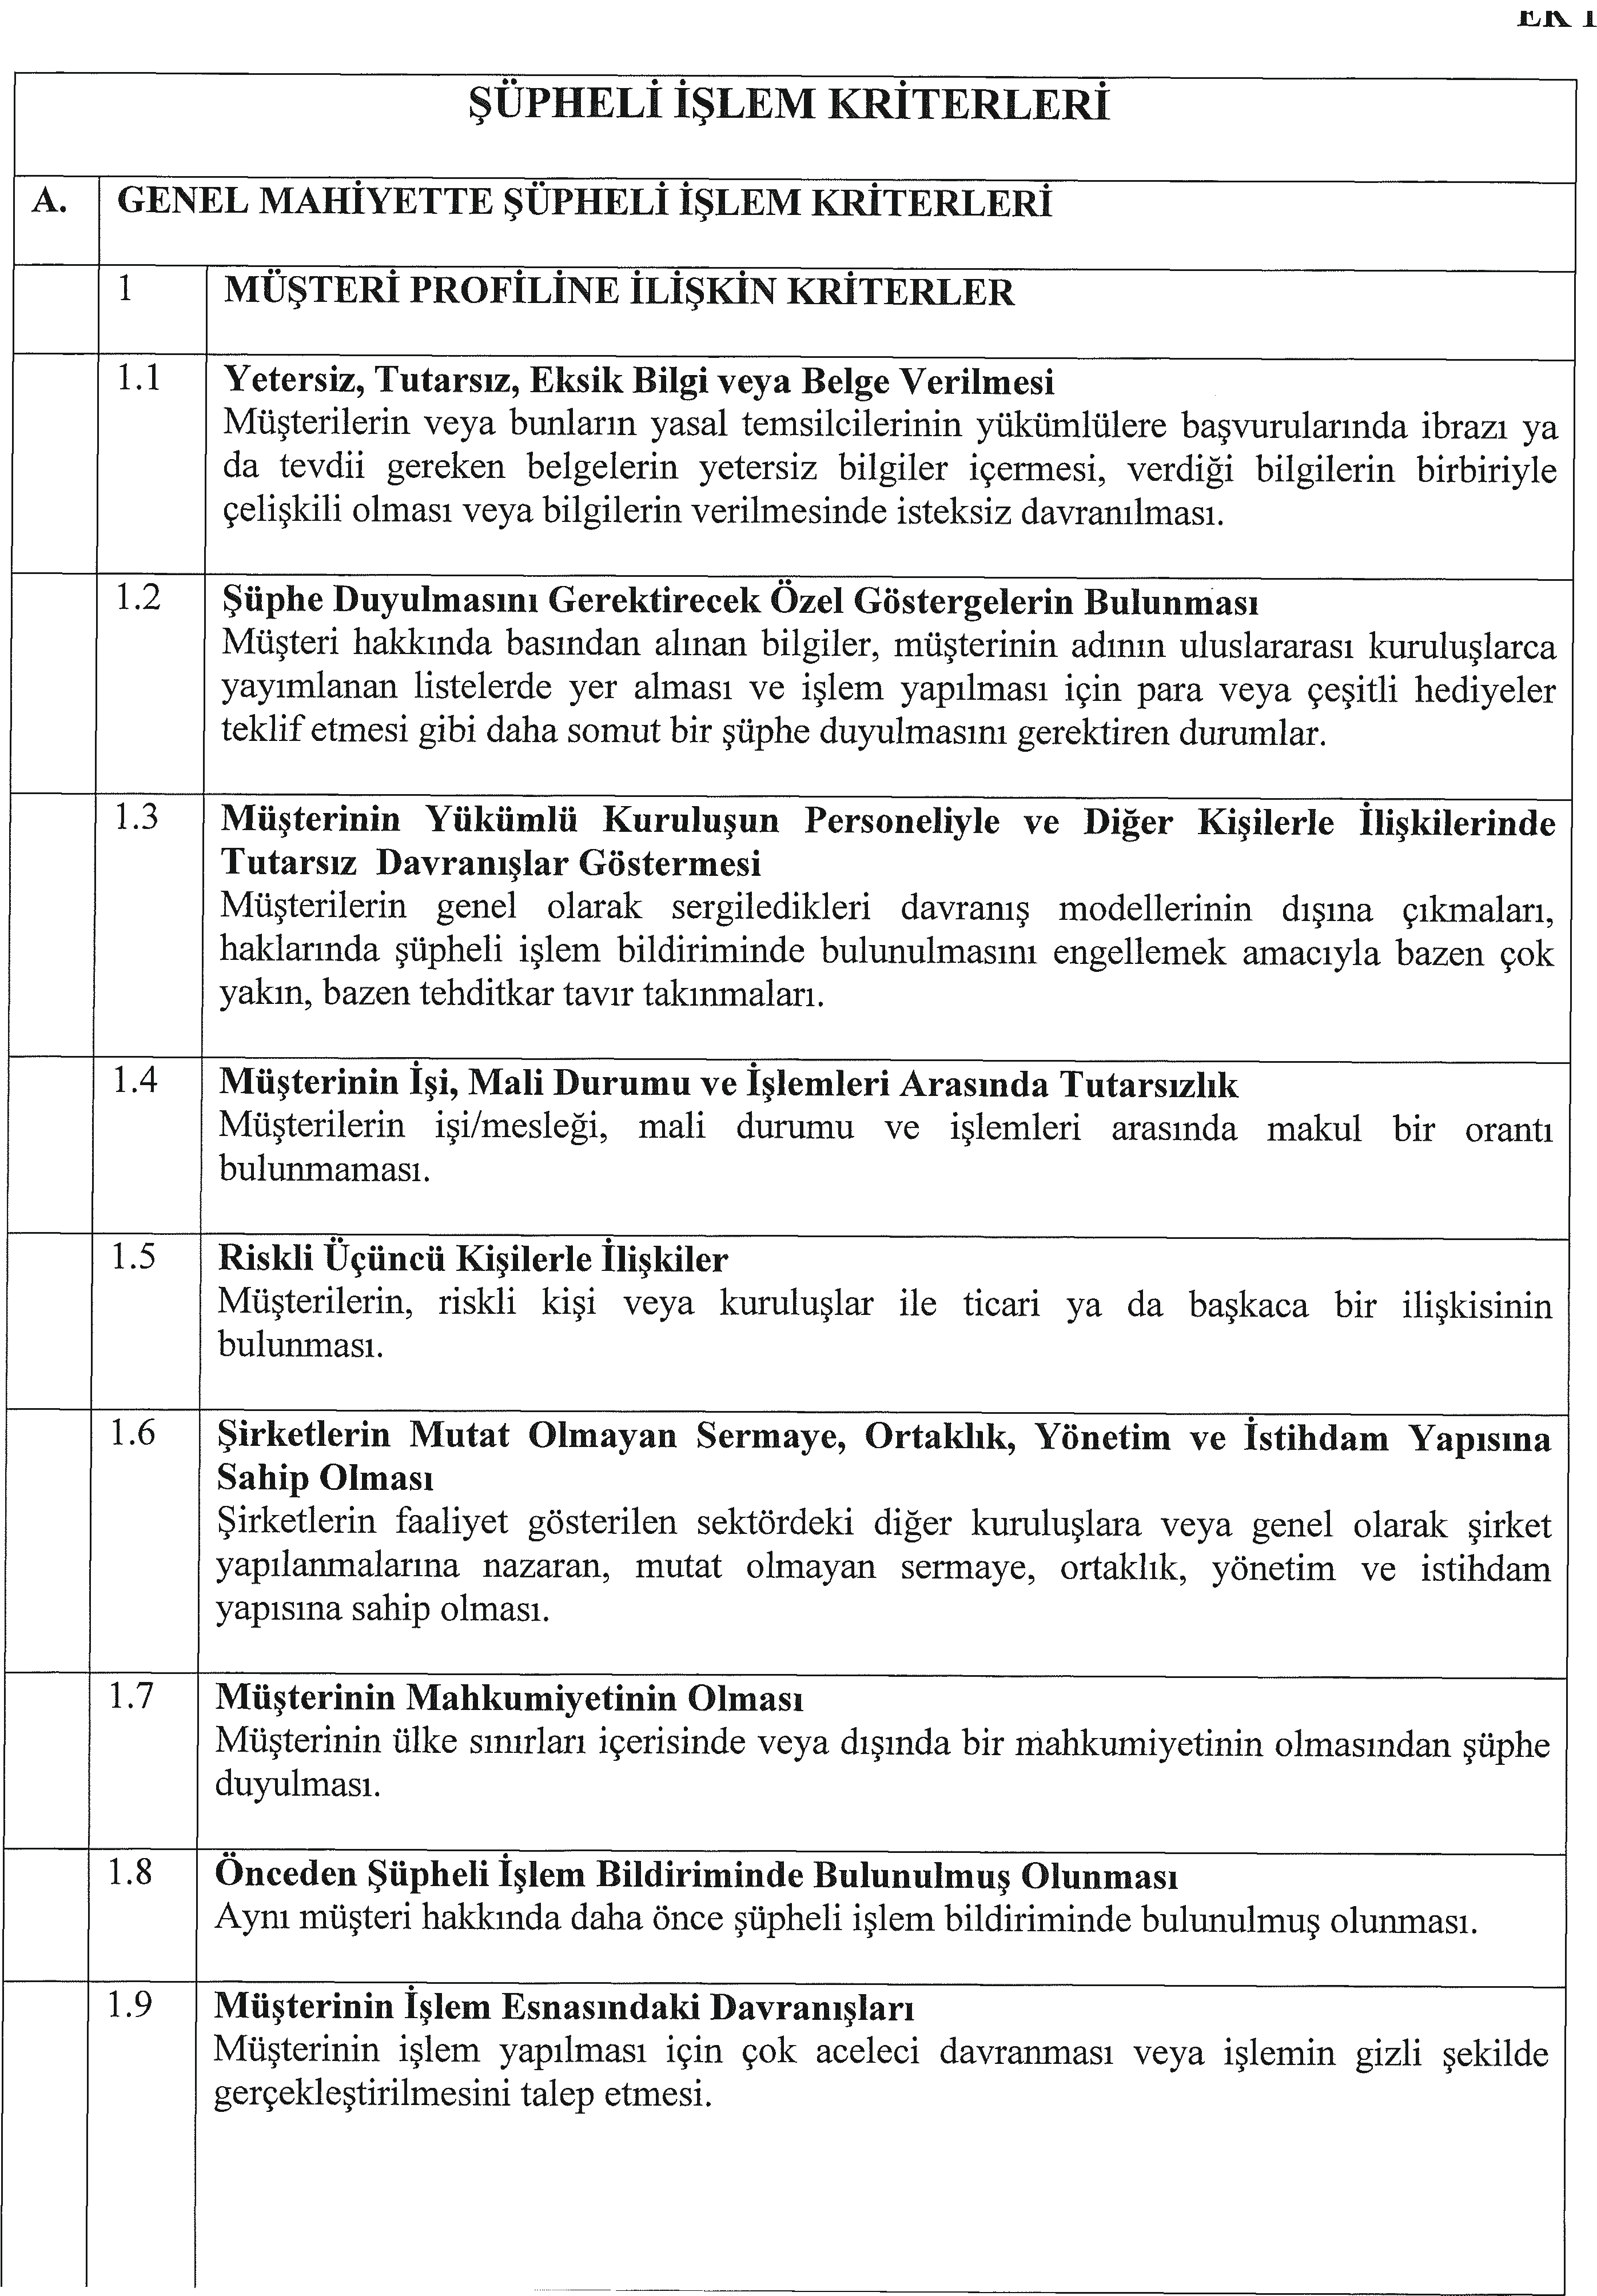 EK 1
ŞÜPHELİ İŞLEM KRİTERLERİ
A. GENEL MAHİYETTE ŞÜPHELİ İŞLEM KRİTERLERİ
1 MÜŞTERİ PROFİLİNE İLİŞKİN KRİTERLER
1.1 Yetersiz, Tutarsız, Eksik Bilgi veya Belge Verilmesi
Müşterilerin veya bunların yasal temsilcilerinin yükümlülere başvurularında ibrazı ya
da tevdii gereken belgelerin yetersiz bilgiler içermesi, verdiği bilgilerin birbiriyle
çelişkili olması veya bilgilerin verilmesinde isteksiz davranılması.
1.2 Şüphe Duyulmasını Gerektirecek Özel Göstergelerin Bulunması
Müşteri hakkında basından alınan bilgiler, müşterinin adının uluslararası kuruluşlarca
yayımlanan listelerde yer alması ve işlem yapılması için para veya çeşitli hediyeler
teklif etmesi gibi daha somut bir şüphe duyulmasını gerektiren durumlar.
1.3 Müşterinin Yükümlü Kuruluşun Personeliyle ve Diğer Kişilerle İlişkilerinde
Tutarsız Davranışlar Göstermesi
Müşterilerin genel olarak sergiledikleri davranış modellerinin dışına çıkmaları,
haklarında şüpheli işlem bildiriminde bulunulmasını engellemek amacıyla bazen çok
yakın, bazen tehditkar tavır takınmaları.
1.4 Müşterinin İşi, Mali Durumu ve İşlemleri Arasında Tutarsızlık
Müşterilerin işi/mesleği, mali durumu ve işlemleri arasında makul bir orantı
bulunmaması.
1.5 Riskli Üçüncü Kişilerle İlişkiler
Müşterilerin, riskli kişi veya kuruluşlar ile ticari ya da başkaca bir ilişkisinin
bulunması.
1.6 Şirketlerin Mutat Olmayan Sermaye, Ortaklık, Yönetim ve İstihdam Yapısına
Sahip Olması
Şirketlerin faaliyet gösterilen sektördeki diğer kuruluşlara veya genel olarak şirket
yapılanmalarına nazaran, mutat olmayan sermaye, ortaklık, yönetim ve istihdam
yapısına sahip olması.
1.7 Müşterinin Mahkumiyetinin Olması
Müşterinin ülke sınırları içerisinde veya dışında bir mahkumiyetinin olmasından şüphe
duyulması.
1.8 Önceden Şüpheli İşlem Bildiriminde Bulunulmuş Olunması
Aynı müşteri hakkında daha önce şüpheli işlem bildiriminde bulunulmuş olunması.
1.9 Müşterinin İşlem Esnasındaki Davranışları
Müşterinin işlem yapılması için çok aceleci davranması veya işlemin gizli şekilde
gerçekleştirilmesini talep etmesi.